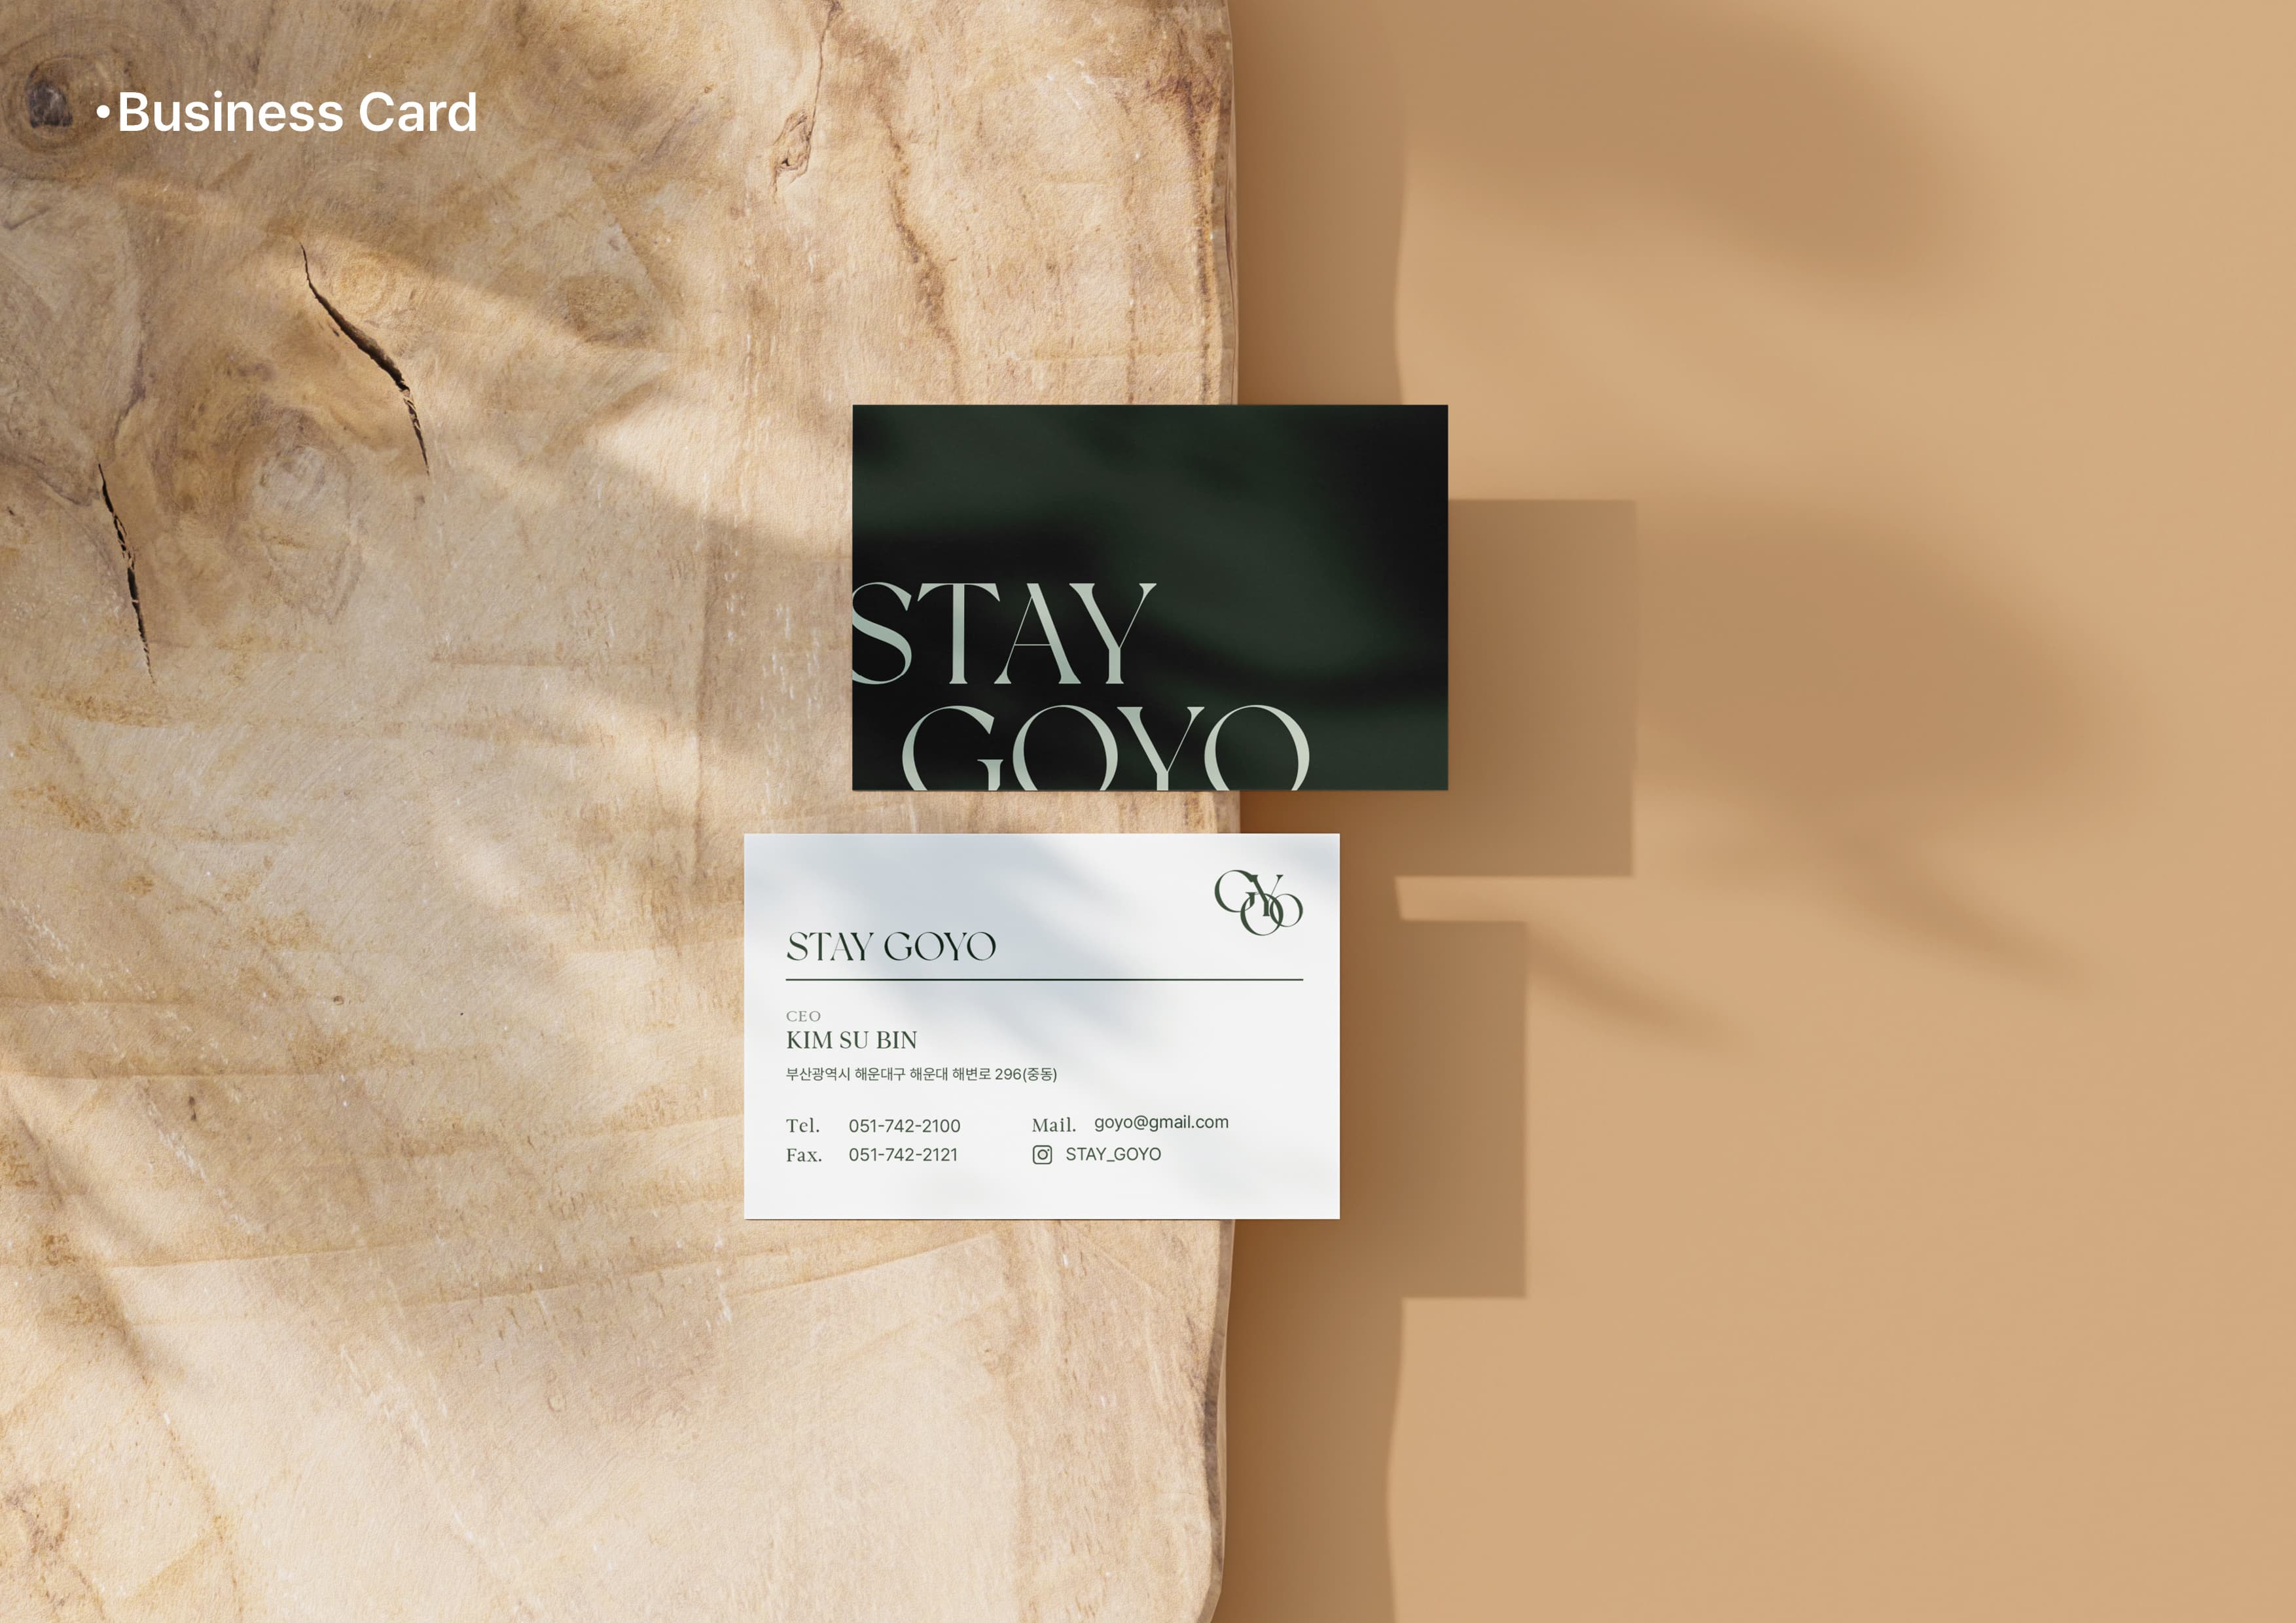 •Business Card
STAY
GOYO
GOYO
STAY GOYO
CEO
KIM SU BIN
부산광역시 해운대구 해운대 해변로 296(중동)
Tel. 051-742-2100
Fax. 051-742-2121
Mail. goyo@gmail.com
STAY_GOYO